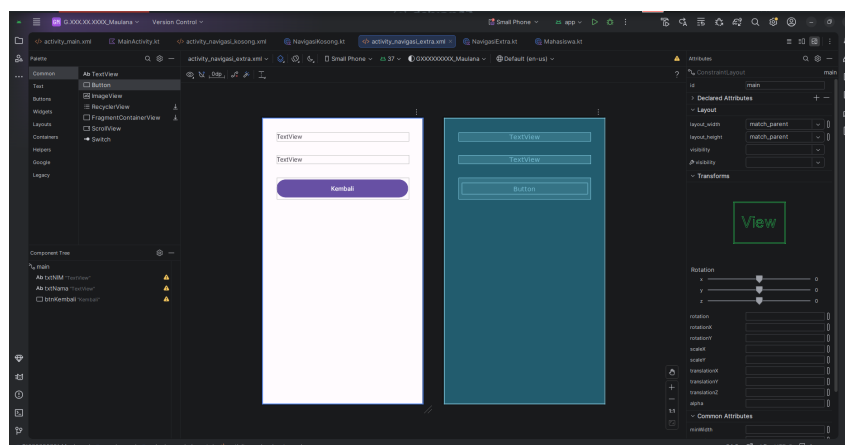 GM G.XXX.XX.XXXX_Maulana Version Control Small Phone app
activity_main.xml MainActivity.kt activity_navigasi_kosong.xml NavigasiKosong.kt activity_navigasi_extra.xml NavigasiExtra.kt Mahasiswa.kt
Palette activity_navigasi_extra.xml Small Phone 37 GXXXXXXXXX_Maulana Default (en-us) Attributes
Common Ab TextView 0dp ConstraintLayout main
Text Button id main
Buttons ImageView Declared Attributes
Widgets RecyclerView Layout
Layouts FragmentContainerView layout_width match_parent
Containers ScrollView layout_height match_parent
Helpers Switch visibility
Google visibility
Legacy Transforms
TextView TextView
TextView TextView
Kembali Button
View
Component Tree
main
Ab txtNIM "TextView"
Ab txtNama "TextView"
btnKembali "Kembali"
Rotation
x 0
y 0
z 0
rotation
rotationX
rotationY
scaleX
scaleY
translationX
translationY
translationZ
alpha
1:1
Common Attributes
minWidth